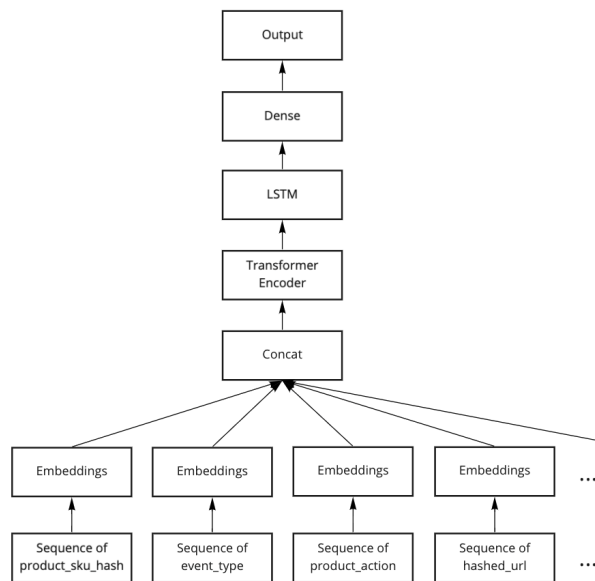 Output
Dense
LSTM
Transformer
Encoder
Concat
Embeddings
Embeddings
Embeddings
Embeddings
...
Sequence of
product_sku_hash
Sequence of
event_type
Sequence of
product_action
Sequence of
hashed_url
...